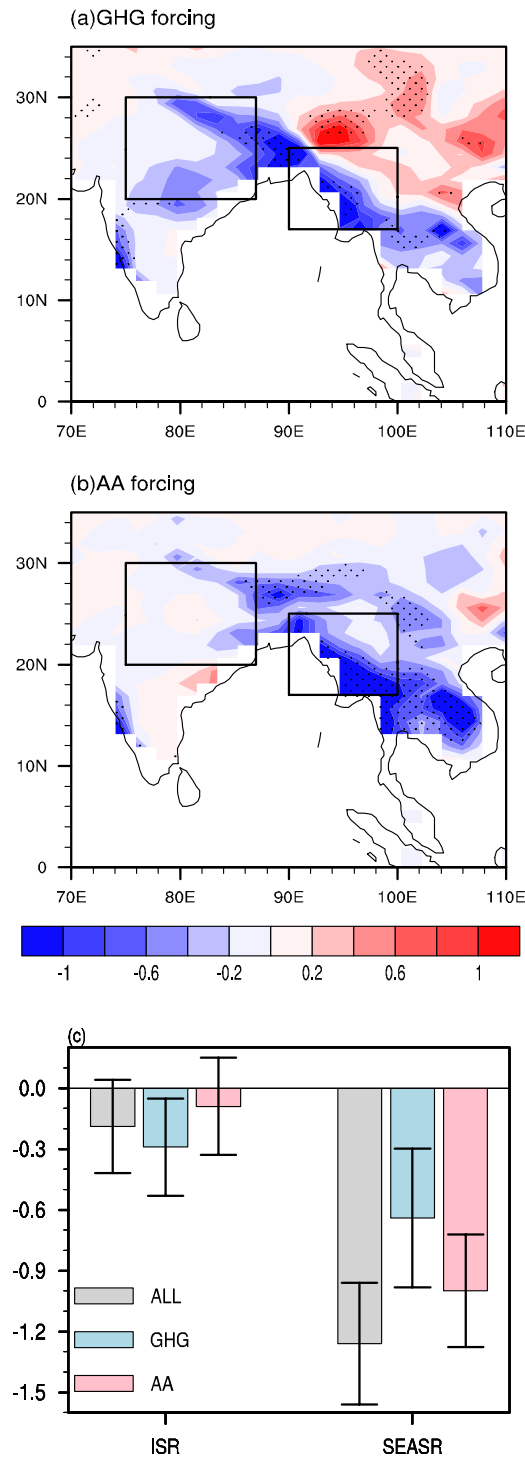 (a)GHG forcing
30N
20N
10N
0
70E 80E 90E 100E 110E
(b)AA forcing
30N
20N
10N
0
70E 80E 90E 100E 110E
-1 -0.6 -0.2 0.2 0.6 1
(c)
0.0
-0.3
-0.6
-0.9
-1.2
-1.5
ALL
GHG
AA
ISR SEASR